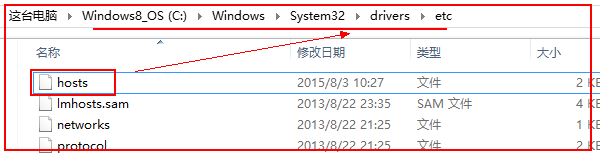 这台电脑 › Windows8_OS (C:) › Windows › System32 › drivers › etc
名称 修改日期 类型 大小
hosts 2015/8/3 10:27 文件 2 KB
lmhosts.sam 2013/8/22 23:35 SAM 文件 4 KB
networks 2013/8/22 21:25 文件 1 KB
protocol 2013/8/22 21:25 文件 2 KB